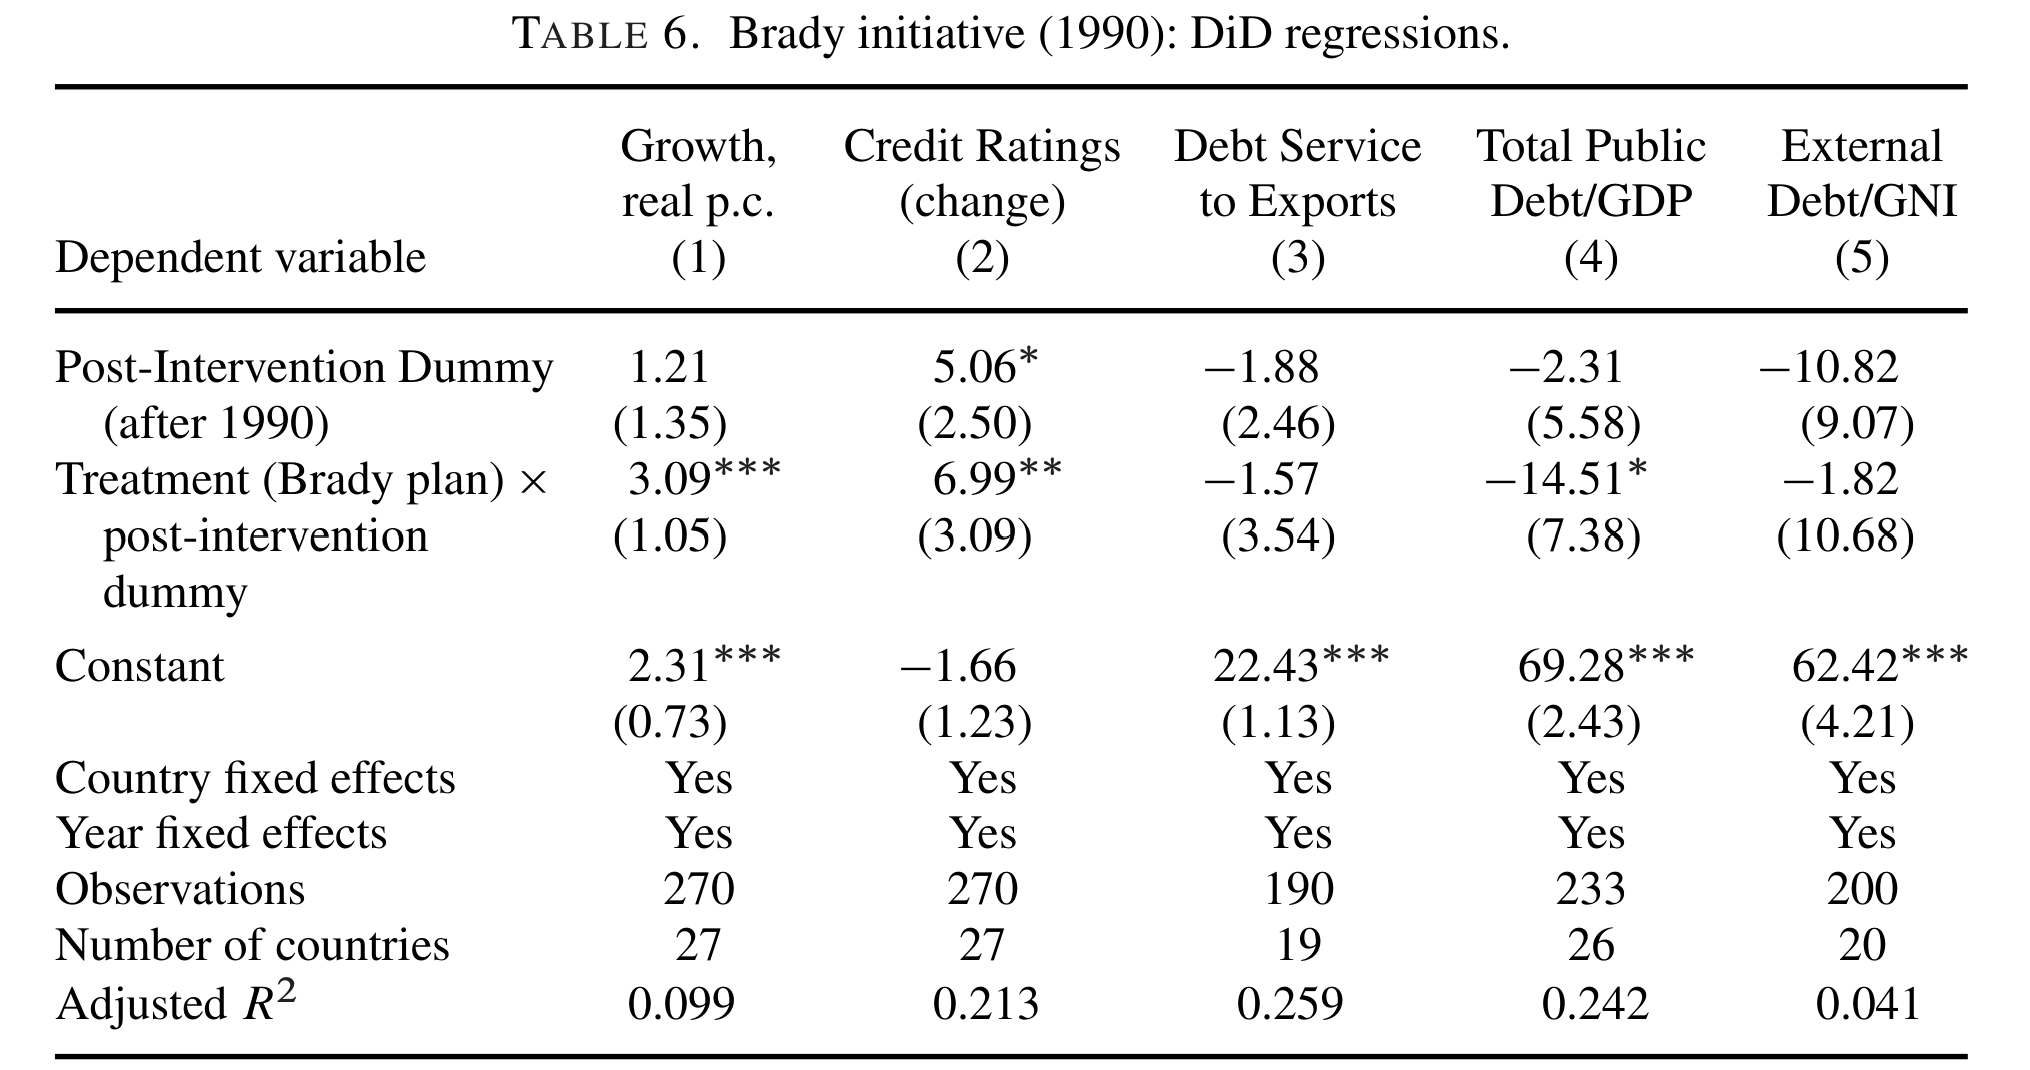 TABLE 6. Brady initiative (1990): DiD regressions.
Growth, Credit Ratings Debt Service Total Public External
real p.c. (change) to Exports Debt/GDP Debt/GNI
Dependent variable (1) (2) (3) (4) (5)
Post-Intervention Dummy 1.21 5.06* −1.88 −2.31 −10.82
(after 1990) (1.35) (2.50) (2.46) (5.58) (9.07)
Treatment (Brady plan) × 3.09*** 6.99** −1.57 −14.51* −1.82
post-intervention (1.05) (3.09) (3.54) (7.38) (10.68)
dummy
Constant 2.31*** −1.66 22.43*** 69.28*** 62.42***
(0.73) (1.23) (1.13) (2.43) (4.21)
Country fixed effects Yes Yes Yes Yes Yes
Year fixed effects Yes Yes Yes Yes Yes
Observations 270 270 190 233 200
Number of countries 27 27 19 26 20
Adjusted R² 0.099 0.213 0.259 0.242 0.041